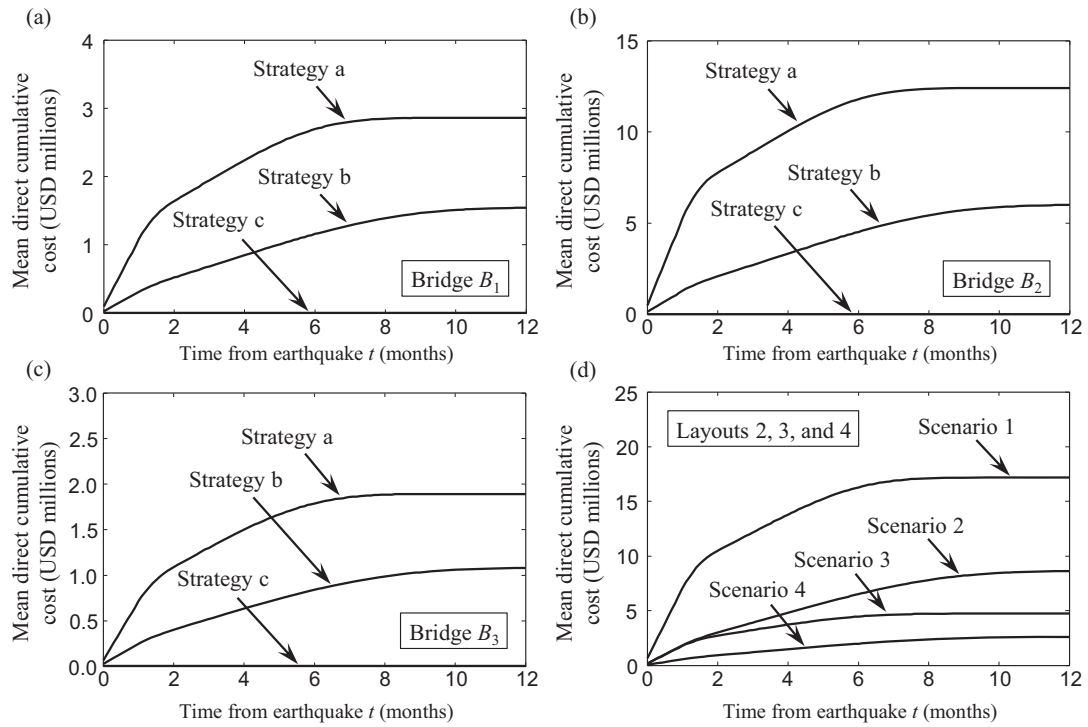 (a)
4
3
2
1
0
Mean direct cumulative
cost (USD millions)
Strategy a
Strategy b
Strategy c
Bridge B1
0 2 4 6 8 10 12
Time from earthquake t (months)
(b)
15
10
5
0
Mean direct cumulative
cost (USD millions)
Strategy a
Strategy b
Strategy c
Bridge B2
0 2 4 6 8 10 12
Time from earthquake t (months)
(c)
3.0
2.5
2.0
1.5
1.0
0.5
0.0
Mean direct cumulative
cost (USD millions)
Strategy a
Strategy b
Strategy c
Bridge B3
0 2 4 6 8 10 12
Time from earthquake t (months)
(d)
25
20
15
10
5
0
Mean direct cumulative
cost (USD millions)
Layouts 2, 3, and 4
Scenario 1
Scenario 2
Scenario 3
Scenario 4
0 2 4 6 8 10 12
Time from earthquake t (months)